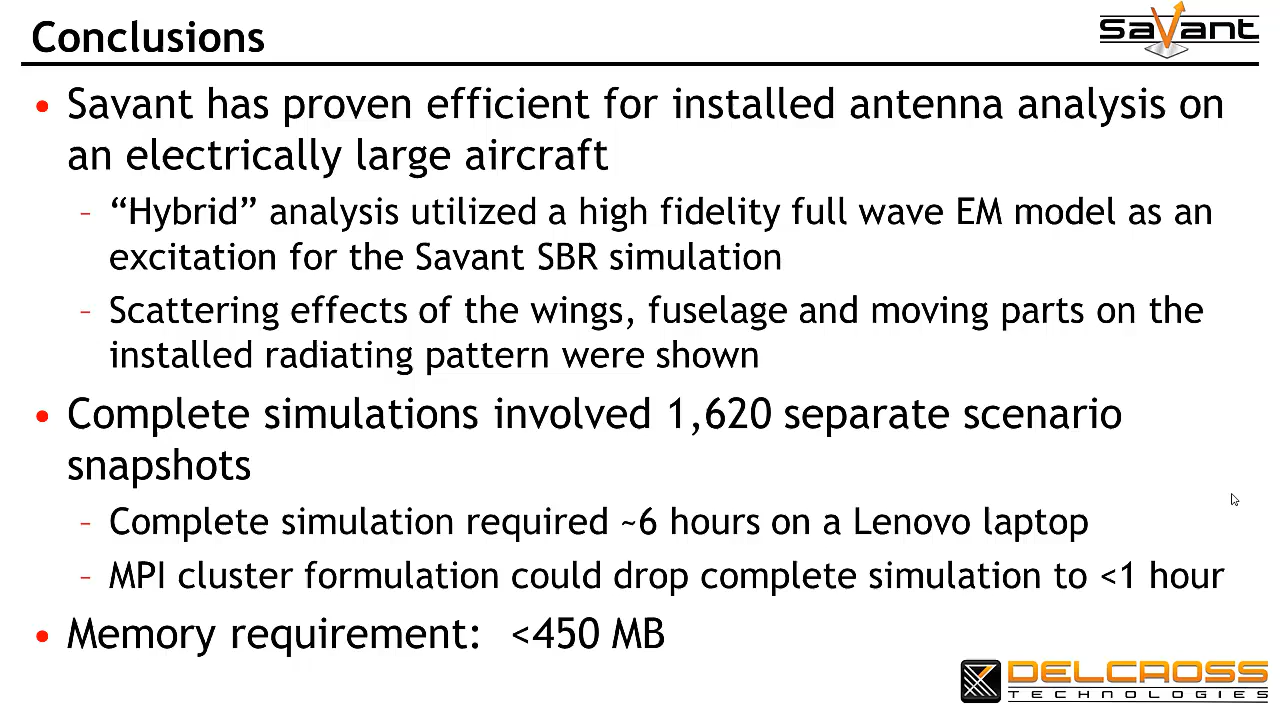 Conclusions
Savant
• Savant has proven efficient for installed antenna analysis on
an electrically large aircraft
– “Hybrid” analysis utilized a high fidelity full wave EM model as an
excitation for the Savant SBR simulation
– Scattering effects of the wings, fuselage and moving parts on the
installed radiating pattern were shown
• Complete simulations involved 1,620 separate scenario
snapshots
– Complete simulation required ~6 hours on a Lenovo laptop
– MPI cluster formulation could drop complete simulation to <1 hour
• Memory requirement: <450 MB
DELCROSS
TECHNOLOGIES